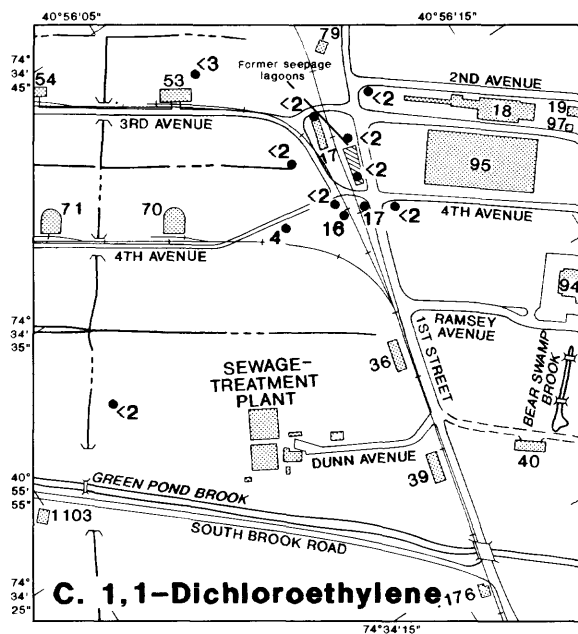 40°56'05"
40°56'15"
79
74°
34'
45"
<3
Former seepage
lagoons
54
53
<2
<2
2ND AVENUE
18
19
97
3RD AVENUE
17
<2
<2
<2
95
71
70
<2
16
17
<2
4TH AVENUE
4
4TH AVENUE
94
74°
34'
35"
RAMSEY
AVENUE
1ST STREET
BEAR SWAMP
BROOK
36
SEWAGE-
TREATMENT
PLANT
<2
DUNN AVENUE
40
39
40°
55'
55"
GREEN POND BROOK
1103
SOUTH BROOK ROAD
74°
34'
25"
C. 1,1-Dichloroethylene
176
74°34'15"